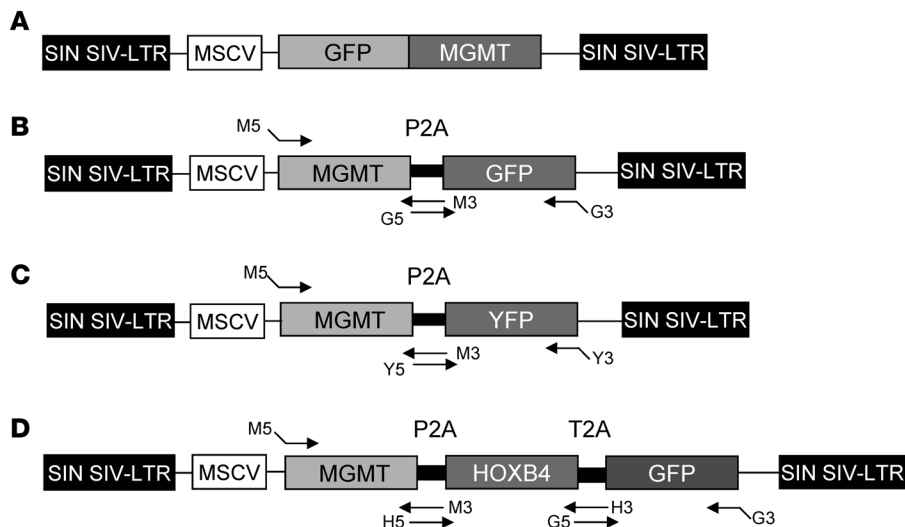 A
SIN SIV-LTR MSCV GFP MGMT SIN SIV-LTR
B
M5 P2A
SIN SIV-LTR MSCV MGMT GFP SIN SIV-LTR
M3
G5 G3
C
M5 P2A
SIN SIV-LTR MSCV MGMT YFP SIN SIV-LTR
M3
Y5 Y3
D
M5 P2A T2A
SIN SIV-LTR MSCV MGMT HOXB4 GFP SIN SIV-LTR
M3 H3
H5 G5 G3